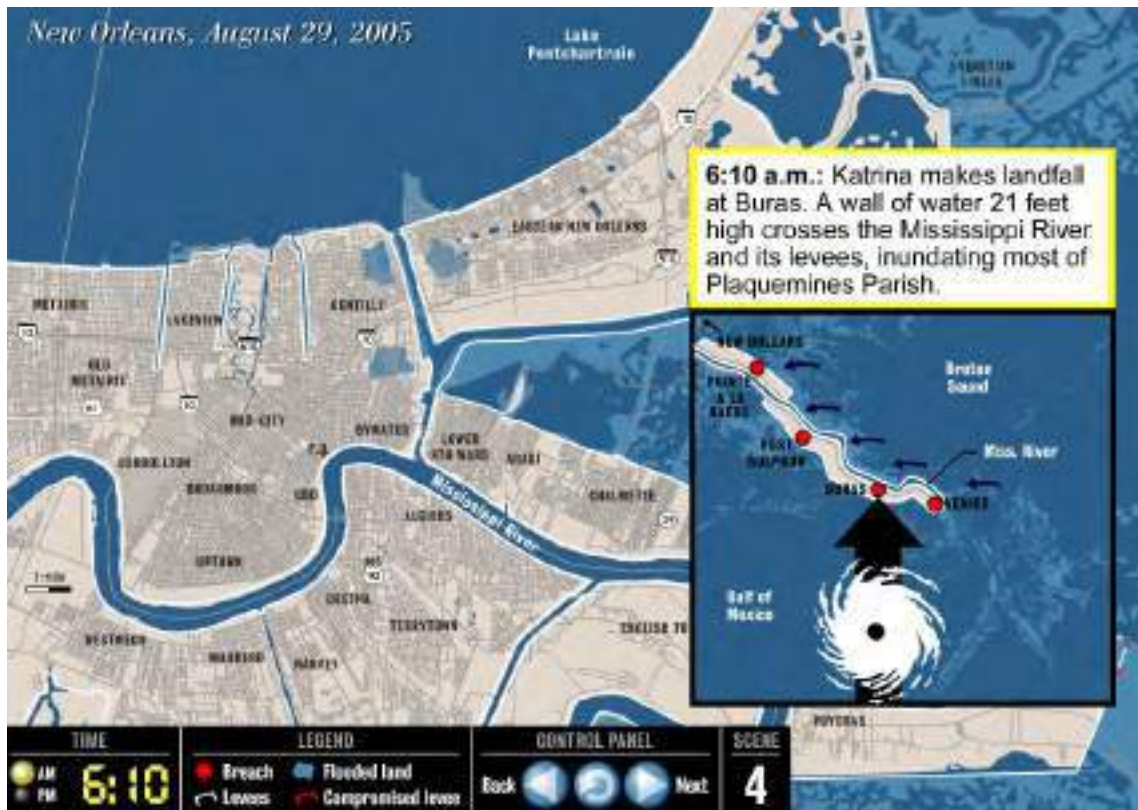 New Orleans, August 29, 2005
Lake
Pontchartrain
10
6:10 a.m.: Katrina makes landfall
at Buras. A wall of water 21 feet
high crosses the Mississippi River
and its levees, inundating most of
Plaquemines Parish.
EASTERN NEW ORLEANS
METAIRIE
LAKEVIEW
GENTILLY
OLD
METAIRIE
MID-CITY
BYWATER
LOWER
9TH WARD
ARABI
CHALMETTE
CARROLLTON
BROADMOOR
CBD
ALGIERS
Mississippi River
UPTOWN
GRETNA
TERRYTOWN
WESTWEGO
MARRERO
HARVEY
ENGLISH
NEW ORLEANS
Breton
Sound
POINTE
A LA
HACHE
PORT
SULPHUR
Miss. River
BURAS
VENICE
Gulf of
Mexico
POYDRAS
TIME
AM
PM
6:10
LEGEND
Breach
Flooded land
Levees
Compromised levee
CONTROL PANEL
Back
Next
SCENE
4